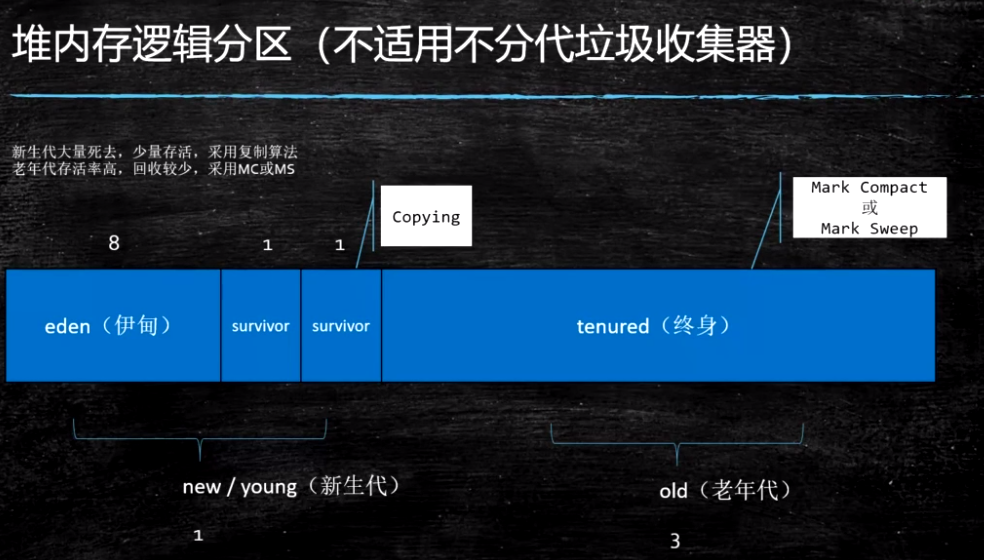 堆内存逻辑分区（不适用不分代垃圾收集器）
新生代大量死去，少量存活，采用复制算法
老年代存活率高，回收较少，采用MC或MS
Copying
Mark Compact
或
Mark Sweep
8
1
1
eden（伊甸）
survivor
survivor
tenured（终身）
new / young（新生代）
old（老年代）
1
3